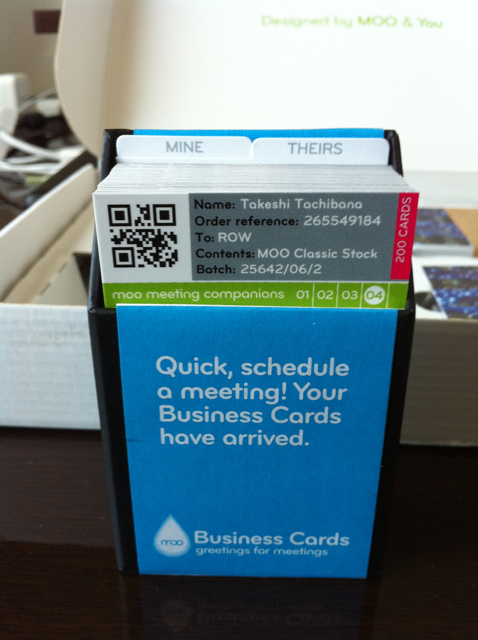 Designed by MOO & You
MINE
THEIRS
Name: Takeshi Tachibana
Order reference: 265549184
To: ROW
Contents: MOO Classic Stock
Batch: 25642/06/2
200 CARDS
moo meeting companions 01 02 03 04
Quick, schedule
a meeting! Your
Business Cards
have arrived.
moo
Business Cards
greetings for meetings